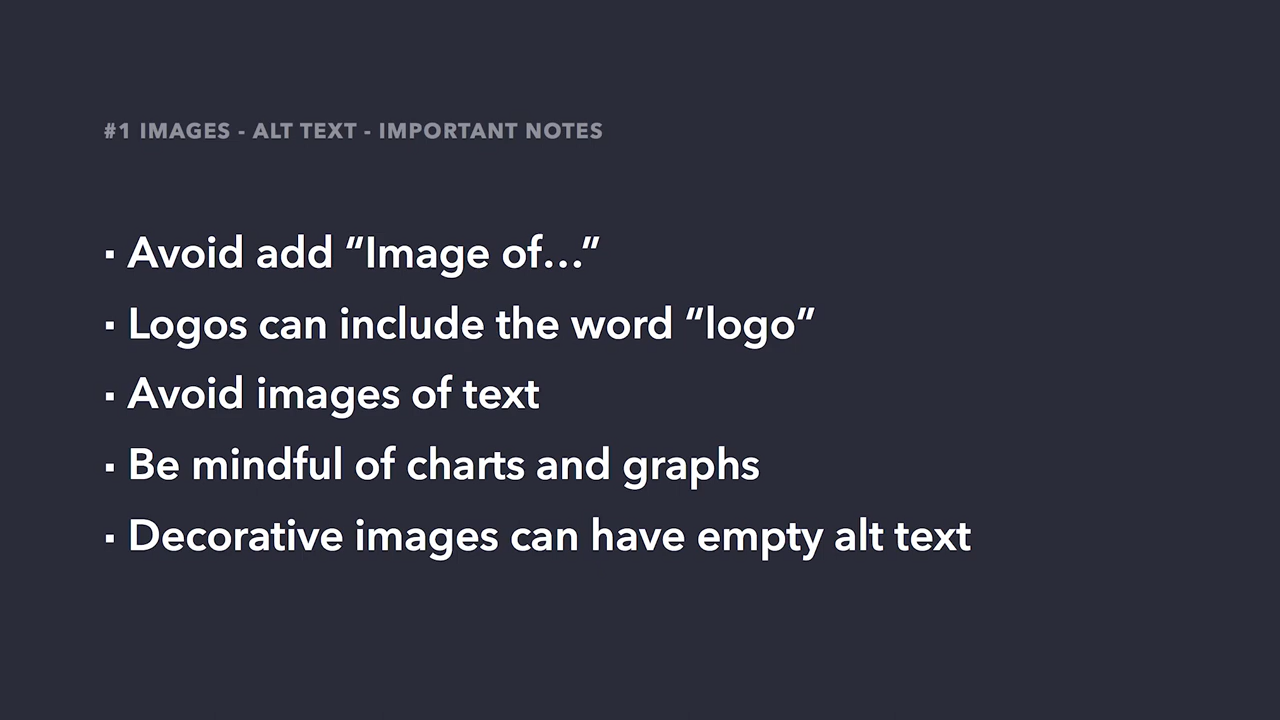 #1 IMAGES - ALT TEXT - IMPORTANT NOTES
▪ Avoid add “Image of…”
▪ Logos can include the word “logo”
▪ Avoid images of text
▪ Be mindful of charts and graphs
▪ Decorative images can have empty alt text